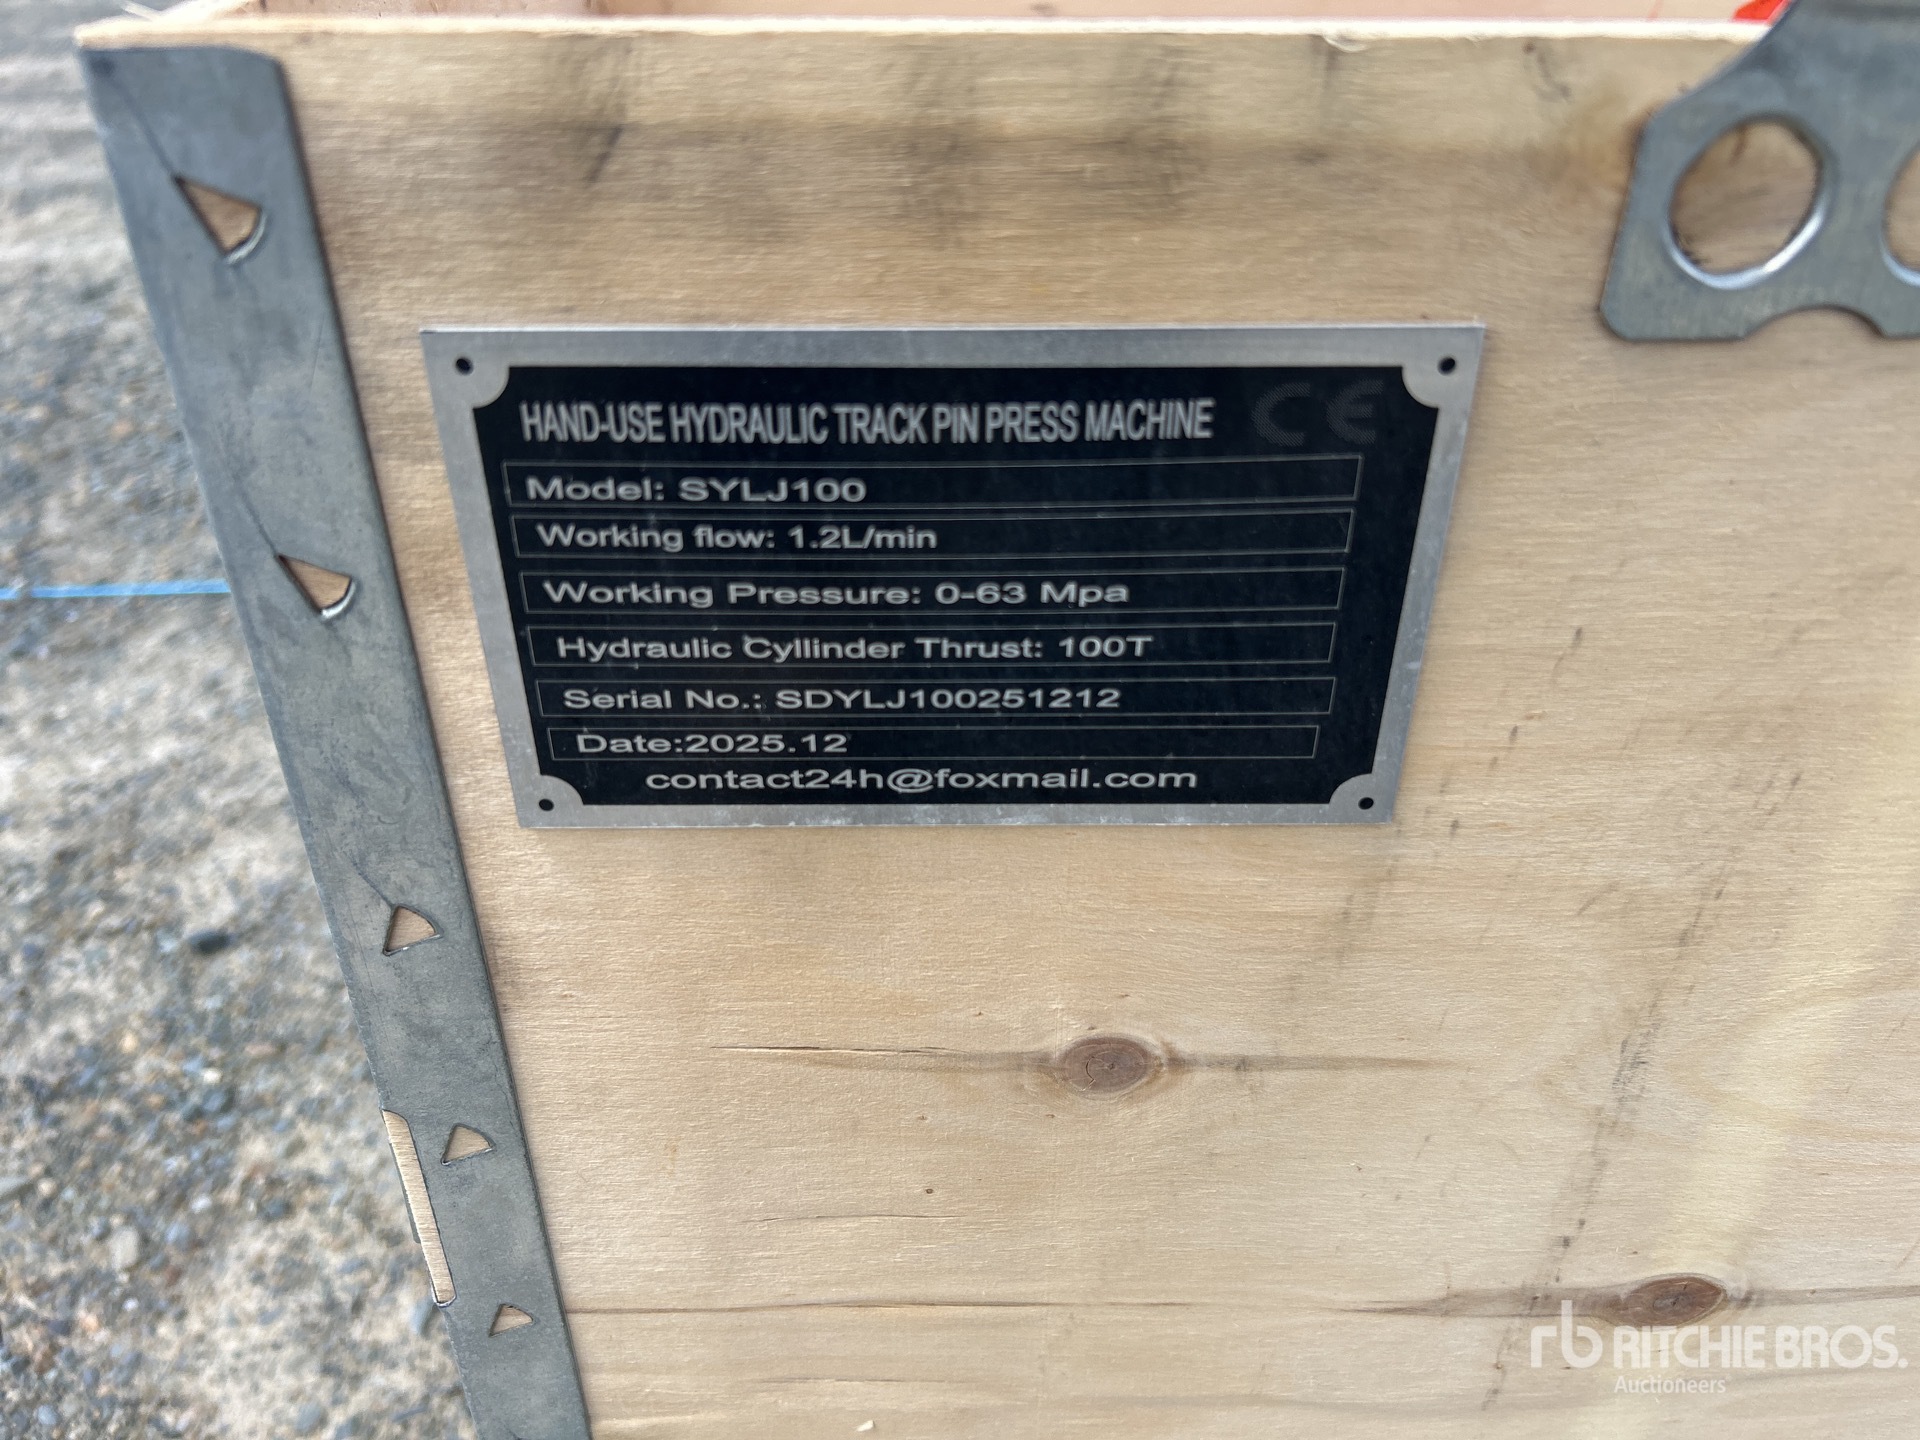 HAND-USE HYDRAULIC TRACK PIN PRESS MACHINE CE
Model: SYLJ100
Working flow: 1.2L/min
Working Pressure: 0-63 Mpa
Hydraulic Cyllinder Thrust: 100T
Serial No.: SDYLJ100251212
Date:2025.12
contact24h@foxmail.com
rb RITCHIE BROS.
Auctioneers